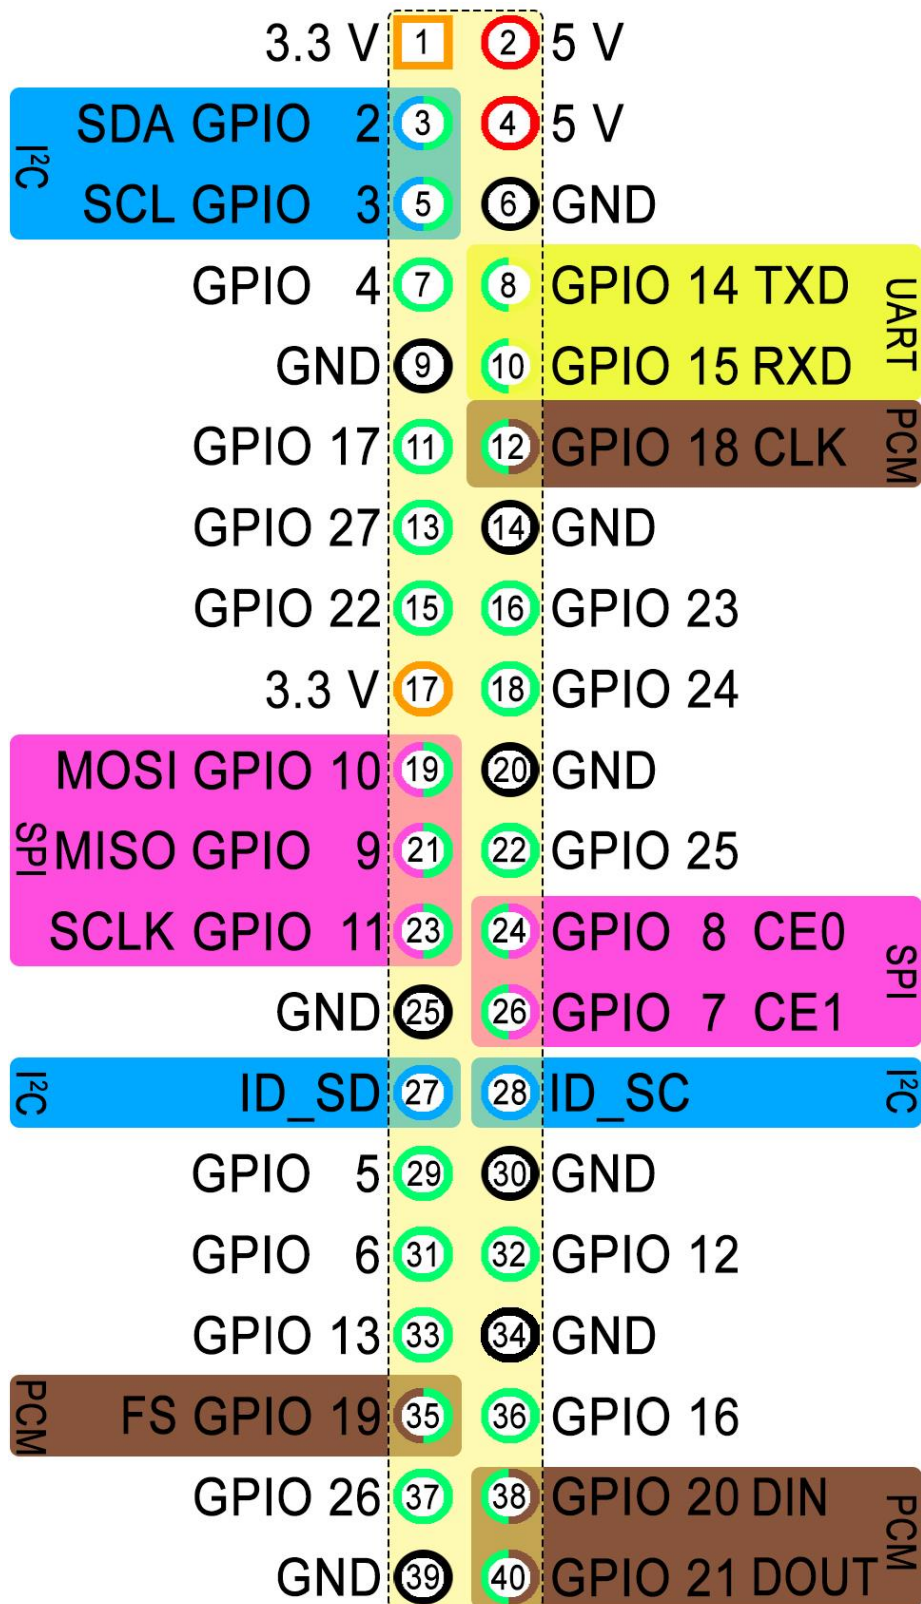 3.3 V 1 2 5 V
SDA GPIO 2 3 4 5 V
I²C
SCL GPIO 3 5 6 GND
GPIO 4 7 8 GPIO 14 TXD
UART
GND 9 10 GPIO 15 RXD
GPIO 17 11 12 GPIO 18 CLK PCM
GPIO 27 13 14 GND
GPIO 22 15 16 GPIO 23
3.3 V 17 18 GPIO 24
MOSI GPIO 10 19 20 GND
SPI MISO GPIO 9 21 22 GPIO 25
SCLK GPIO 11 23 24 GPIO 8 CE0
SPI
GND 25 26 GPIO 7 CE1
I²C ID_SD 27 28 ID_SC I²C
GPIO 5 29 30 GND
GPIO 6 31 32 GPIO 12
GPIO 13 33 34 GND
PCM FS GPIO 19 35 36 GPIO 16
GPIO 26 37 38 GPIO 20 DIN
PCM
GND 39 40 GPIO 21 DOUT